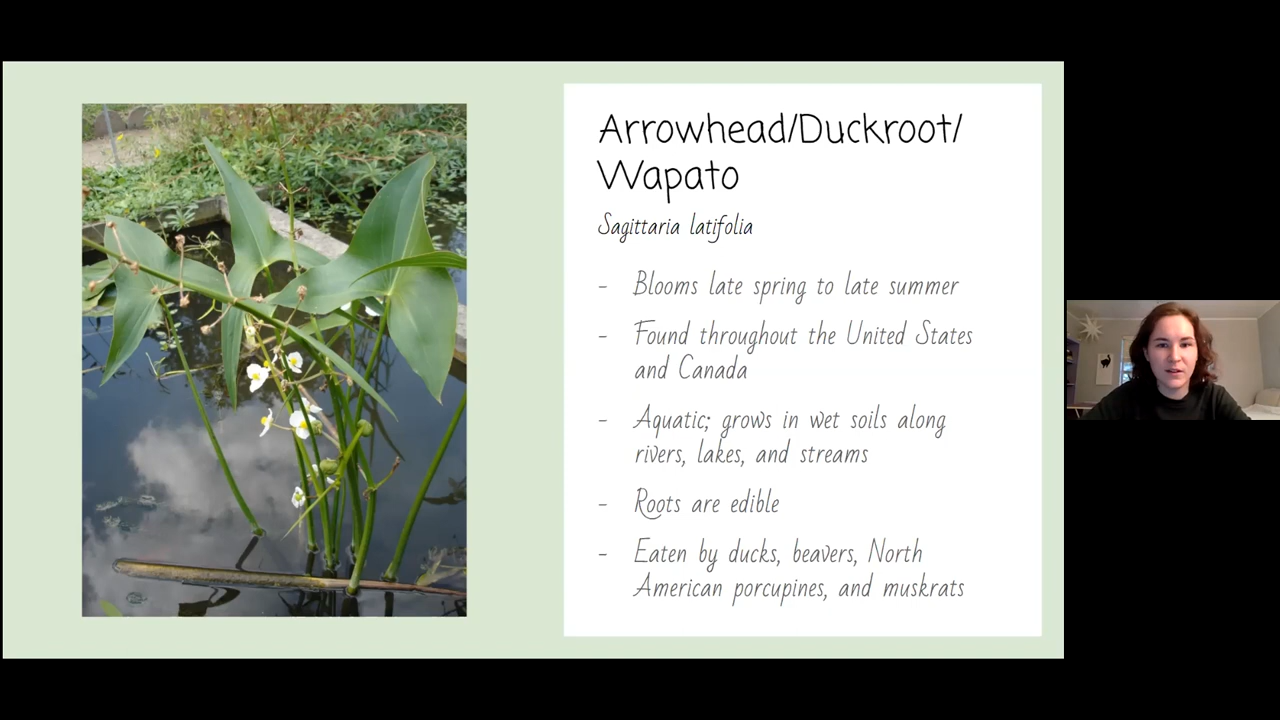 Arrowhead/Duckroot/
Wapato
Sagittaria latifolia
- Blooms late spring to late summer
- Found throughout the United States
and Canada
- Aquatic; grows in wet soils along
rivers, lakes, and streams
- Roots are edible
- Eaten by ducks, beavers, North
American porcupines, and muskrats